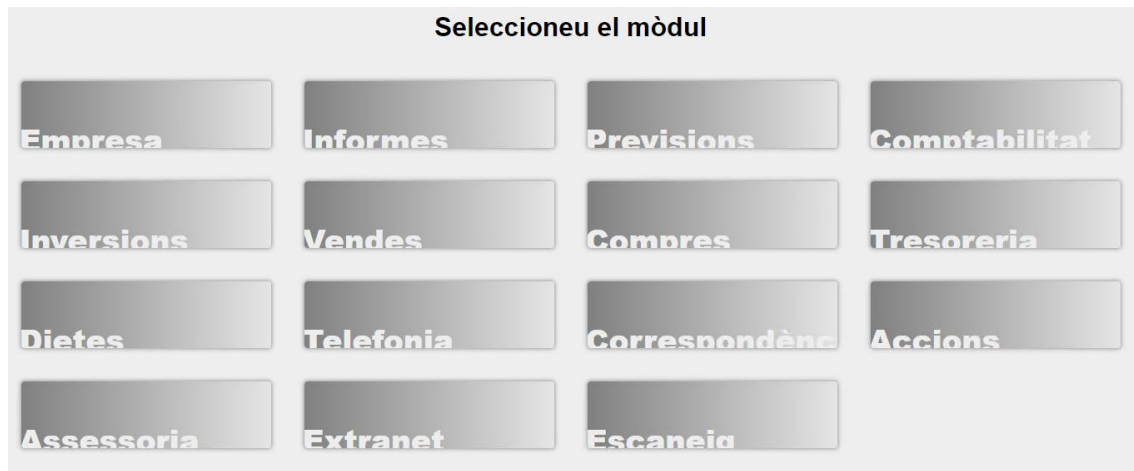 Seleccioneu el mòdul
Empresa Informes Previsions Comptabilitat
Inversions Vendes Compres Tresoreria
Dietes Telefonia Correspondènc Accions
Assessoria Extranet Escaneig